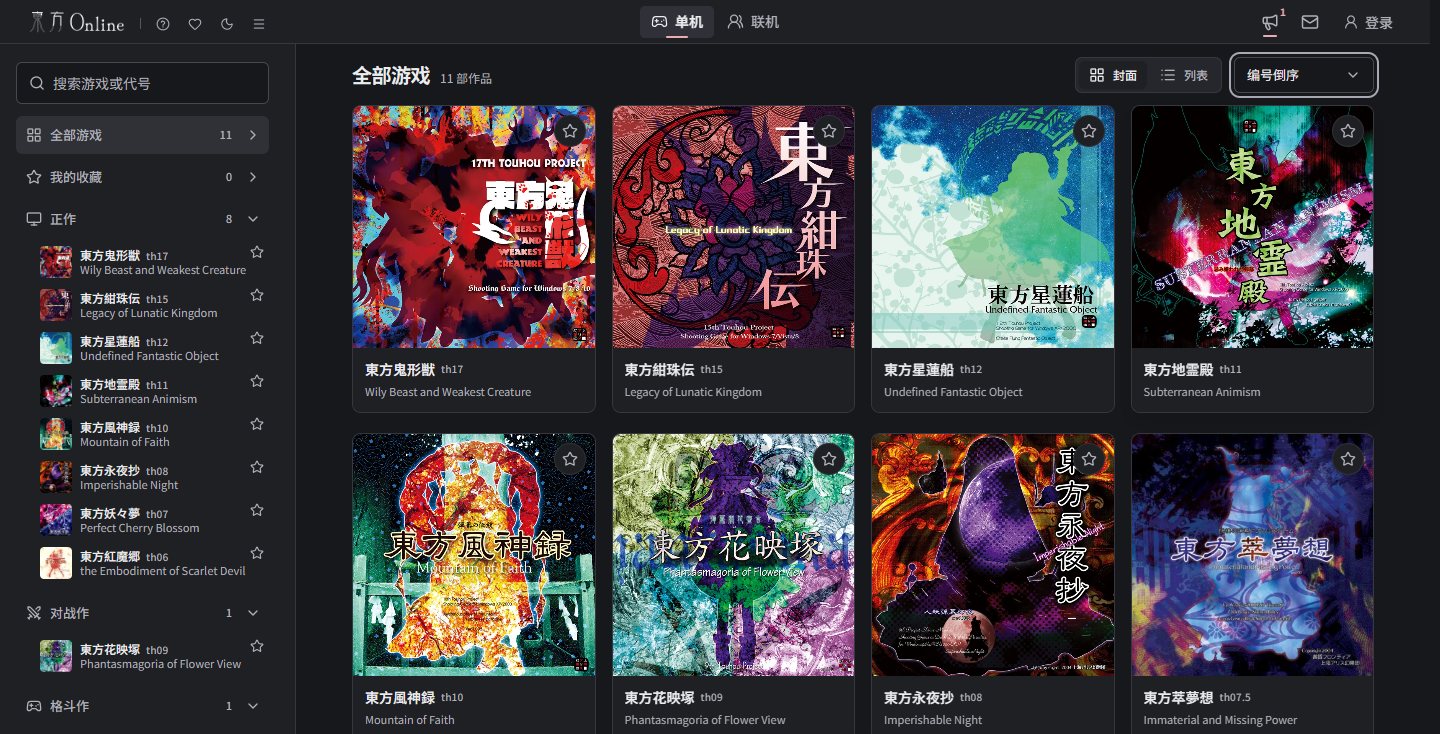 東方Online
单机
联机
1
登录
搜索游戏或代号
全部游戏 11
我的收藏 0
正作 8
東方鬼形獣 th17
Wily Beast and Weakest Creature
東方紺珠伝 th15
Legacy of Lunatic Kingdom
東方星蓮船 th12
Undefined Fantastic Object
東方地霊殿 th11
Subterranean Animism
東方風神録 th10
Mountain of Faith
東方永夜抄 th08
Imperishable Night
東方妖々夢 th07
Perfect Cherry Blossom
東方紅魔郷 th06
the Embodiment of Scarlet Devil
对战作 1
東方花映塚 th09
Phantasmagoria of Flower View
格斗作 1
全部游戏 11 部作品
封面
列表
编号倒序
17TH TOUHOU PROJECT
東方鬼形獣
WILY
BEAST
AND
WEAKEST
CREATURE
Shooting Game for Windows 7/8/10
東方鬼形獣 th17
Wily Beast and Weakest Creature
東方紺珠伝
Legacy of Lunatic Kingdom
15th Touhou Project
Shooting Game for Windows 7/Vista/8
東方紺珠伝 th15
Legacy of Lunatic Kingdom
東方星蓮船
Undefined Fantastic Object
東方星蓮船 th12
Undefined Fantastic Object
東方地霊殿
SUBTERRANEAN ANIMISM
東方地霊殿 th11
Subterranean Animism
東方風神録
Mountain of Faith
東方風神録 th10
Mountain of Faith
東方花映塚
Phantasmagoria of Flower View
東方花映塚 th09
Phantasmagoria of Flower View
東方永夜抄
Imperishable Night
東方永夜抄 th08
Imperishable Night
東方萃夢想
東方萃夢想 th07.5
Immaterial and Missing Power